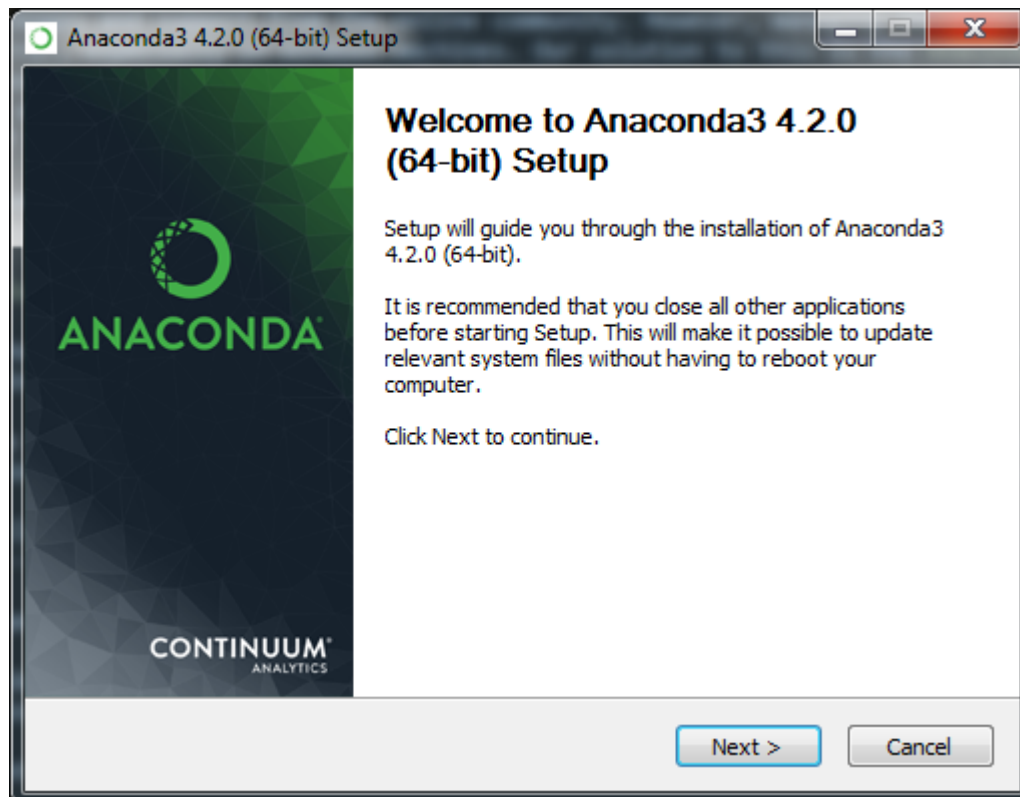 Anaconda3 4.2.0 (64-bit) Setup
Welcome to Anaconda3 4.2.0
(64-bit) Setup
Setup will guide you through the installation of Anaconda3
4.2.0 (64-bit).
It is recommended that you close all other applications
before starting Setup. This will make it possible to update
relevant system files without having to reboot your
computer.
Click Next to continue.
ANACONDA
CONTINUUM®
ANALYTICS
Next >
Cancel